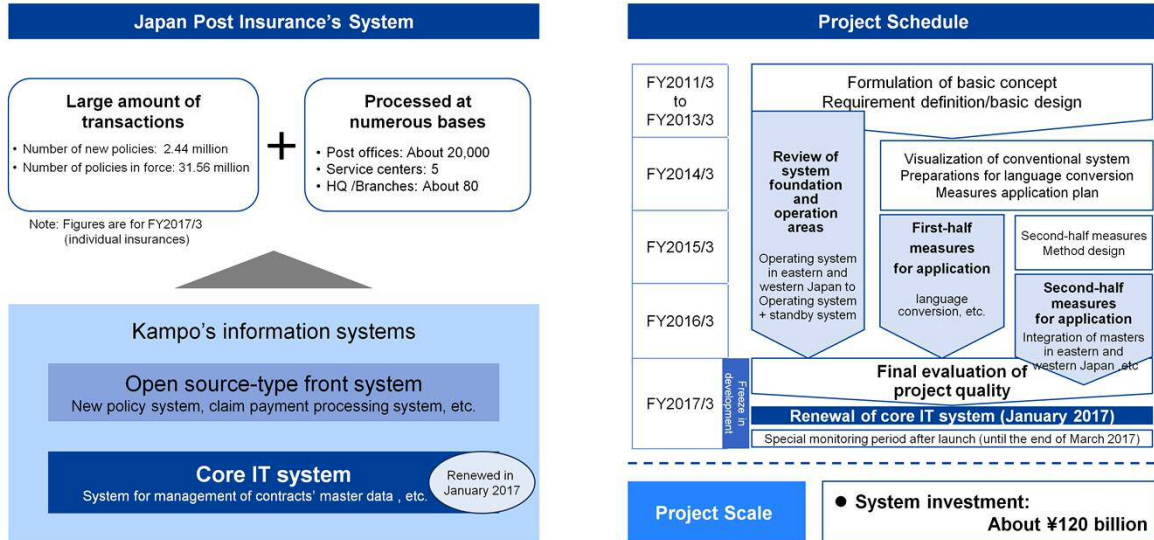 Japan Post Insurance's System
Large amount of
transactions
• Number of new policies: 2.44 million
• Number of policies in force: 31.56 million
+
Processed at
numerous bases
• Post offices: About 20,000
• Service centers: 5
• HQ /Branches: About 80
Note: Figures are for FY2017/3
(individual insurances)
Kampo's information systems
Open source-type front system
New policy system, claim payment processing system, etc.
Core IT system
System for management of contracts' master data , etc.
Renewed in
January 2017
Project Schedule
FY2011/3
to
FY2013/3
Formulation of basic concept
Requirement definition/basic design
FY2014/3
Review of
system
foundation
and
operation
areas
Operating system
in eastern and
western Japan to
Operating system
+ standby system
Visualization of conventional system
Preparations for language conversion
Measures application plan
FY2015/3
First-half
measures
for application
language
conversion, etc.
Second-half measures
Method design
FY2016/3
Second-half
measures
for application
Integration of masters
in eastern and
western Japan ,etc
FY2017/3
Freeze in
development
Final evaluation of
project quality
Renewal of core IT system (January 2017)
Special monitoring period after launch (until the end of March 2017)
Project Scale
● System investment:
About ¥120 billion